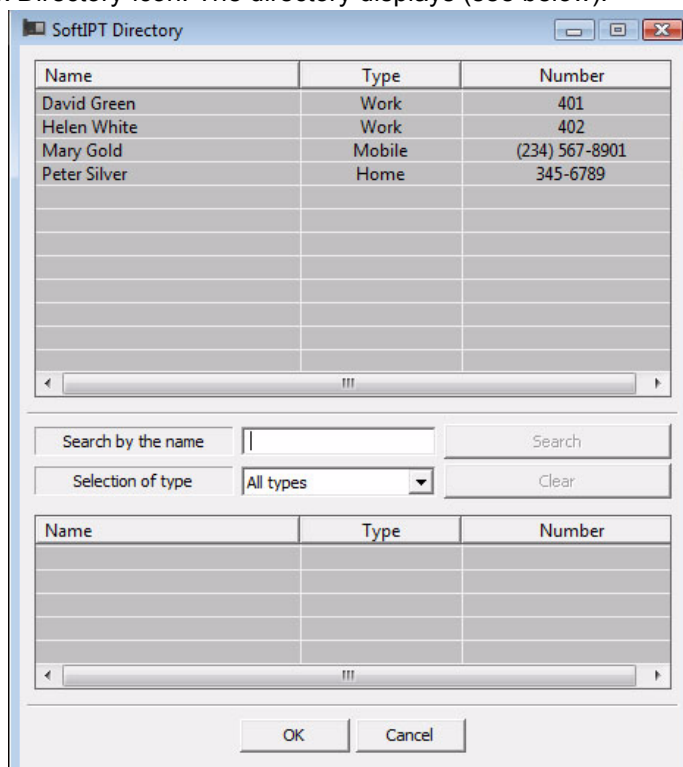 Directory icon. The directory displays (see below).
SoftIPT Directory
Name Type Number
David Green Work 401
Helen White Work 402
Mary Gold Mobile (234) 567-8901
Peter Silver Home 345-6789
Search by the name Search
Selection of type All types Clear
Name Type Number
OK Cancel